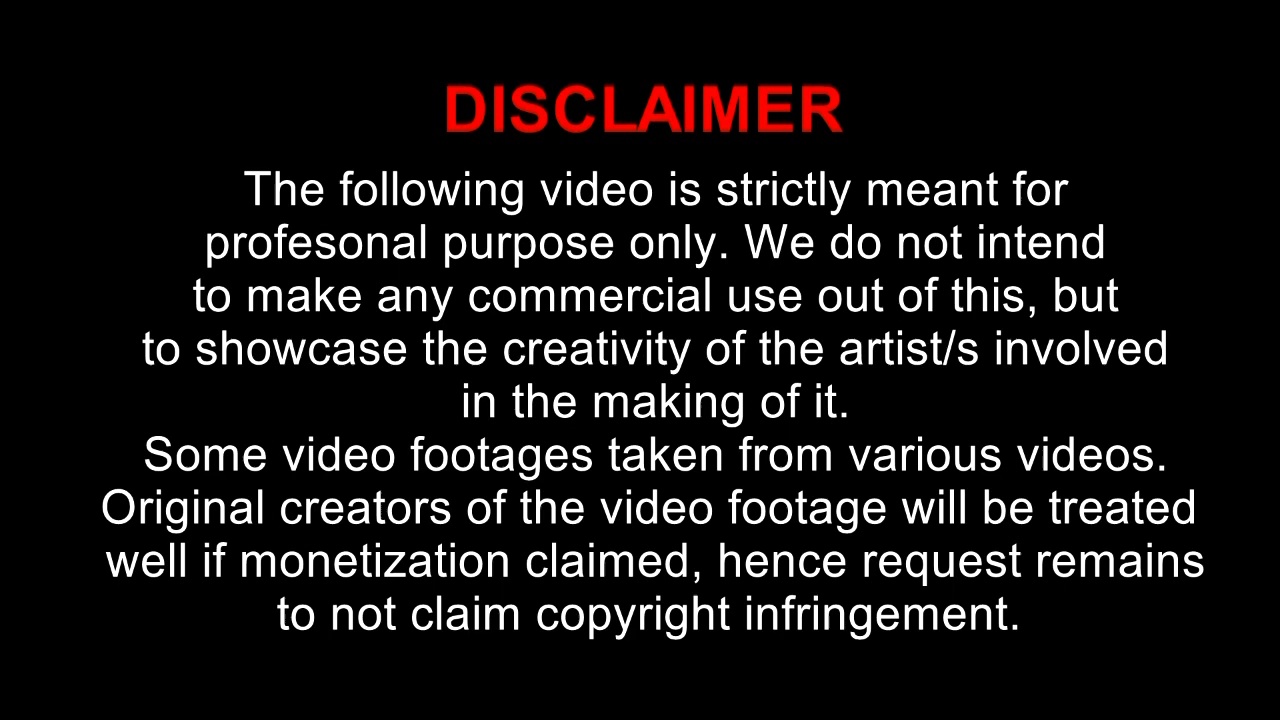 DISCLAIMER
The following video is strictly meant for
profesonal purpose only. We do not intend
to make any commercial use out of this, but
to showcase the creativity of the artist/s involved
in the making of it.
Some video footages taken from various videos.
Original creators of the video footage will be treated
well if monetization claimed, hence request remains
to not claim copyright infringement.